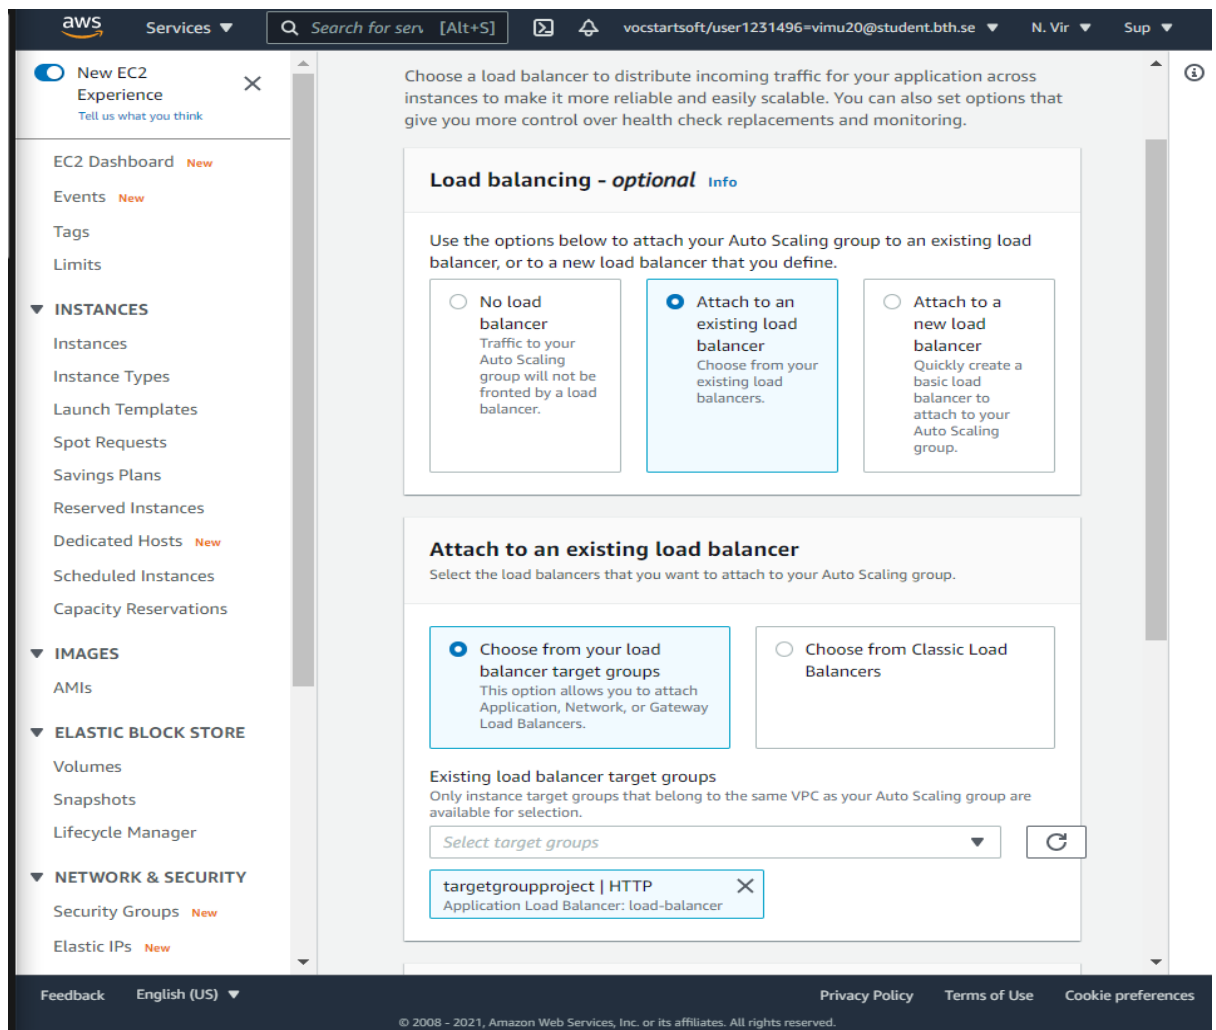 aws
Services
Search for serv [Alt+S]
vocstartsoft/user1231496=vimu20@student.bth.se
N. Vir
Sup
New EC2
Experience
Tell us what you think
EC2 Dashboard New
Events New
Tags
Limits
INSTANCES
Instances
Instance Types
Launch Templates
Spot Requests
Savings Plans
Reserved Instances
Dedicated Hosts New
Scheduled Instances
Capacity Reservations
IMAGES
AMIs
ELASTIC BLOCK STORE
Volumes
Snapshots
Lifecycle Manager
NETWORK & SECURITY
Security Groups New
Elastic IPs New
Choose a load balancer to distribute incoming traffic for your application across
instances to make it more reliable and easily scalable. You can also set options that
give you more control over health check replacements and monitoring.
Load balancing - optional Info
Use the options below to attach your Auto Scaling group to an existing load
balancer, or to a new load balancer that you define.
No load
balancer
Traffic to your
Auto Scaling
group will not be
fronted by a load
balancer.
Attach to an
existing load
balancer
Choose from your
existing load
balancers.
Attach to a
new load
balancer
Quickly create a
basic load
balancer to
attach to your
Auto Scaling
group.
Attach to an existing load balancer
Select the load balancers that you want to attach to your Auto Scaling group.
Choose from your load
balancer target groups
This option allows you to attach
Application, Network, or Gateway
Load Balancers.
Choose from Classic Load
Balancers
Existing load balancer target groups
Only instance target groups that belong to the same VPC as your Auto Scaling group are
available for selection.
Select target groups
targetgroupproject | HTTP
Application Load Balancer: load-balancer
Feedback
English (US)
Privacy Policy
Terms of Use
Cookie preferences
© 2008 - 2021, Amazon Web Services, Inc. or its affiliates. All rights reserved.